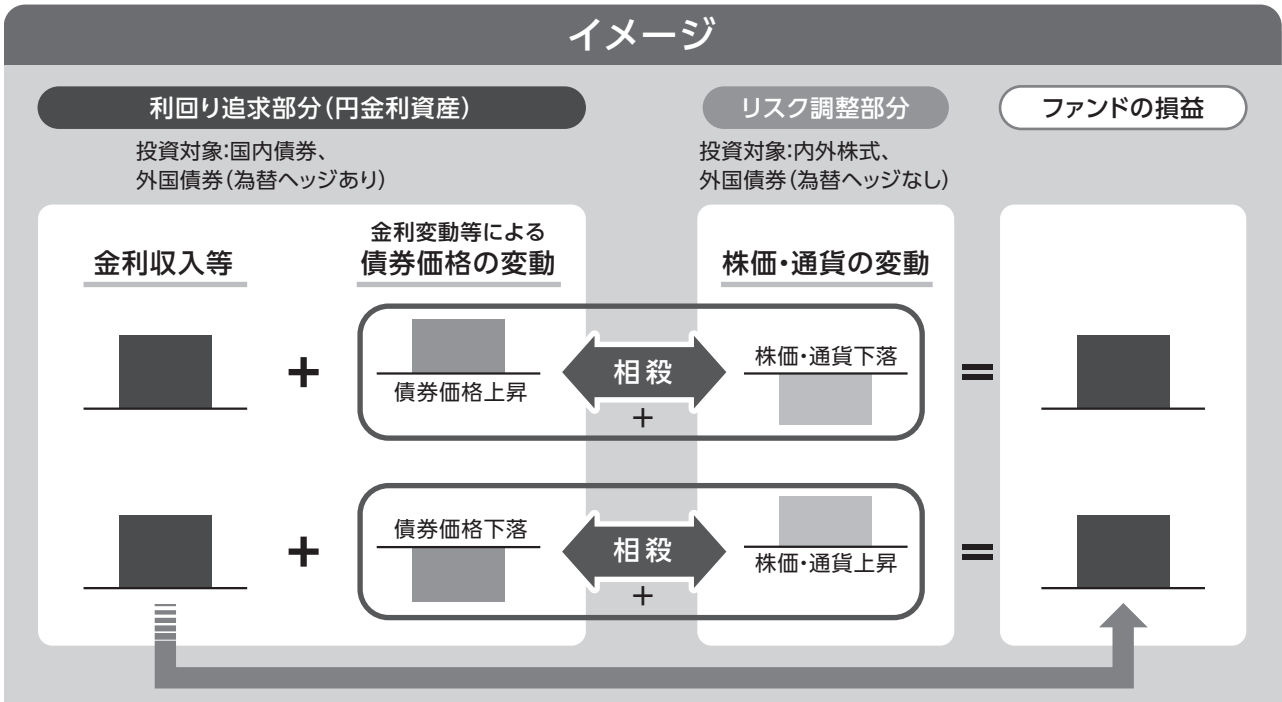 イメージ
利回り追求部分（円金利資産）
投資対象:国内債券、
外国債券（為替ヘッジあり）
リスク調整部分
投資対象:内外株式、
外国債券（為替ヘッジなし）
ファンドの損益
金利収入等
金利変動等による
債券価格の変動
株価・通貨の変動
+
債券価格上昇
相殺
+
株価・通貨下落
=
+
債券価格下落
相殺
+
株価・通貨上昇
=